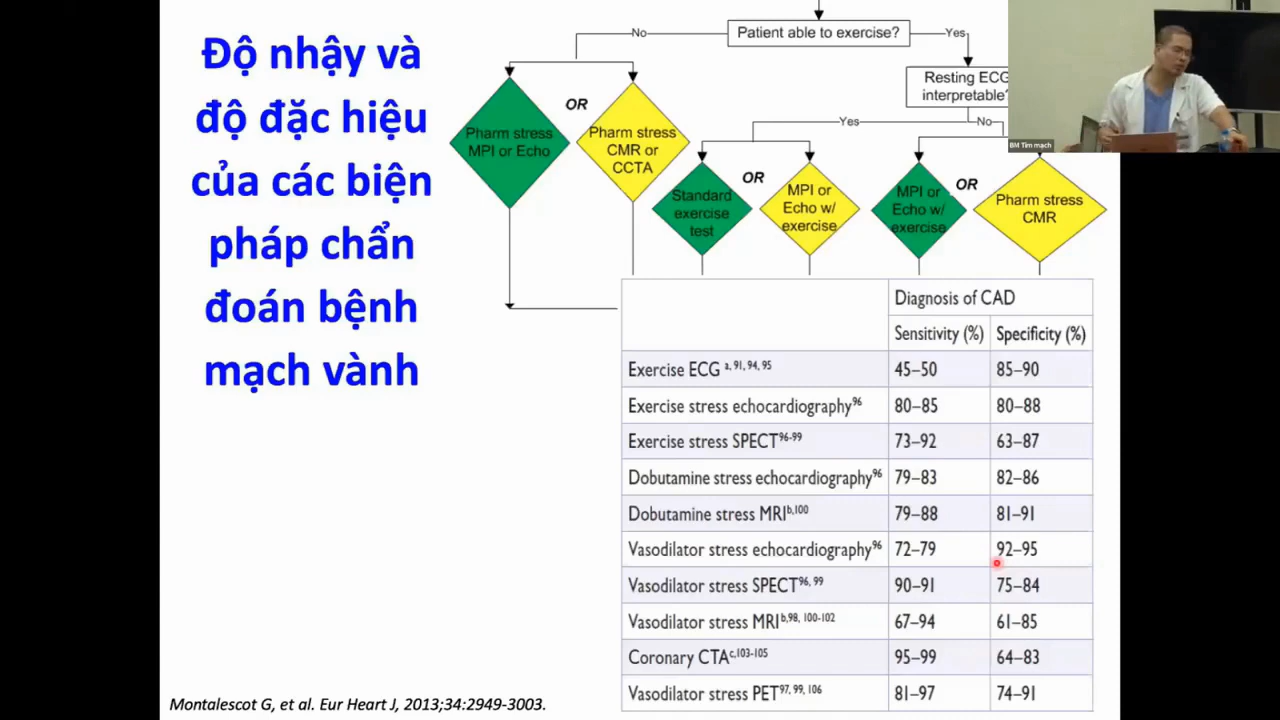 Độ nhậy và
độ đặc hiệu
của các biện
pháp chẩn
đoán bệnh
mạch vành
Patient able to exercise?
No
Yes
Resting ECG
interpretable?
Yes
No
Pharm stress
MPI or Echo
OR
Pharm stress
CMR or
CCTA
Standard
exercise
test
OR
MPI or
Echo w/
exercise
MPI or
Echo w/
exercise
OR
Pharm stress
CMR
BM Tim mạch
Diagnosis of CAD
Sensitivity (%) Specificity (%)
Exercise ECG a, 91, 94, 95 45–50 85–90
Exercise stress echocardiography96 80–85 80–88
Exercise stress SPECT96-99 73–92 63–87
Dobutamine stress echocardiography96 79–83 82–86
Dobutamine stress MRIb,100 79–88 81–91
Vasodilator stress echocardiography96 72–79 92–95
Vasodilator stress SPECT96, 99 90–91 75–84
Vasodilator stress MRIb,98, 100-102 67–94 61–85
Coronary CTAc,103-105 95–99 64–83
Vasodilator stress PET97, 99, 106 81–97 74–91
Montalescot G, et al. Eur Heart J, 2013;34:2949-3003.